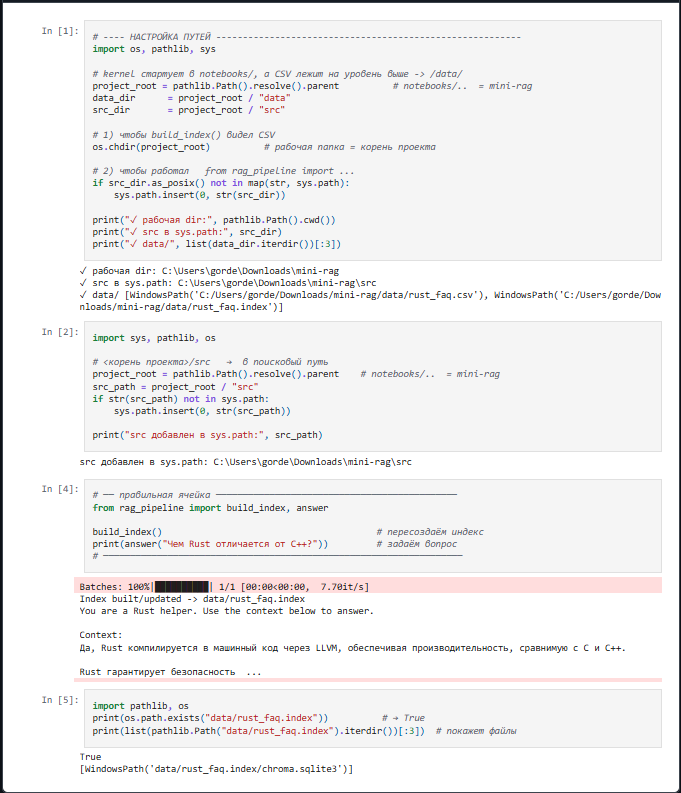 In [1]:
# ---- НАСТРОЙКА ПУТЕЙ ---------------------------------------------------------
import os, pathlib, sys
# kernel стартует в notebooks/, а CSV лежит на уровень выше -> /data/
project_root = pathlib.Path().resolve().parent          # notebooks/..  = mini-rag
data_dir      = project_root / "data"
src_dir       = project_root / "src"
# 1) чтобы build_index() видел CSV
os.chdir(project_root)          # рабочая папка = корень проекта
# 2) чтобы работал   from rag_pipeline import ...
if src_dir.as_posix() not in map(str, sys.path):
    sys.path.insert(0, str(src_dir))
print("✓ рабочая dir:", pathlib.Path().cwd())
print("✓ src в sys.path:", src_dir)
print("✓ data/", list(data_dir.iterdir())[:3])
✓ рабочая dir: C:\Users\gorde\Downloads\mini-rag
✓ src в sys.path: C:\Users\gorde\Downloads\mini-rag\src
✓ data/ [WindowsPath('C:/Users/gorde/Downloads/mini-rag/data/rust_faq.csv'), WindowsPath('C:/Users/gorde/Dow
nloads/mini-rag/data/rust_faq.index')]
In [2]:
import sys, pathlib, os
# <корень проекта>/src   →  в поисковый путь
project_root = pathlib.Path().resolve().parent    # notebooks/..  = mini-rag
src_path = project_root / "src"
if str(src_path) not in sys.path:
    sys.path.insert(0, str(src_path))
print("src добавлен в sys.path:", src_path)
src добавлен в sys.path: C:\Users\gorde\Downloads\mini-rag\src
In [4]:
# ── правильная ячейка ─────────────────────────────────────────────
from rag_pipeline import build_index, answer
build_index()                                        # пересоздаём индекс
print(answer("Чем Rust отличается от C++?"))         # задаём вопрос
# ───────────────────────────────────────────────────────────────────
Batches: 100%|██████████| 1/1 [00:00<00:00,  7.70it/s]
Index built/updated -> data/rust_faq.index
You are a Rust helper. Use the context below to answer.
Context:
Да, Rust компилируется в машинный код через LLVM, обеспечивая производительность, сравнимую с C и C++.
Rust гарантирует безопасность  ...
In [5]:
import pathlib, os
print(os.path.exists("data/rust_faq.index"))          # → True
print(list(pathlib.Path("data/rust_faq.index").iterdir())[:3])  # покажет файлы
True
[WindowsPath('data/rust_faq.index/chroma.sqlite3')]